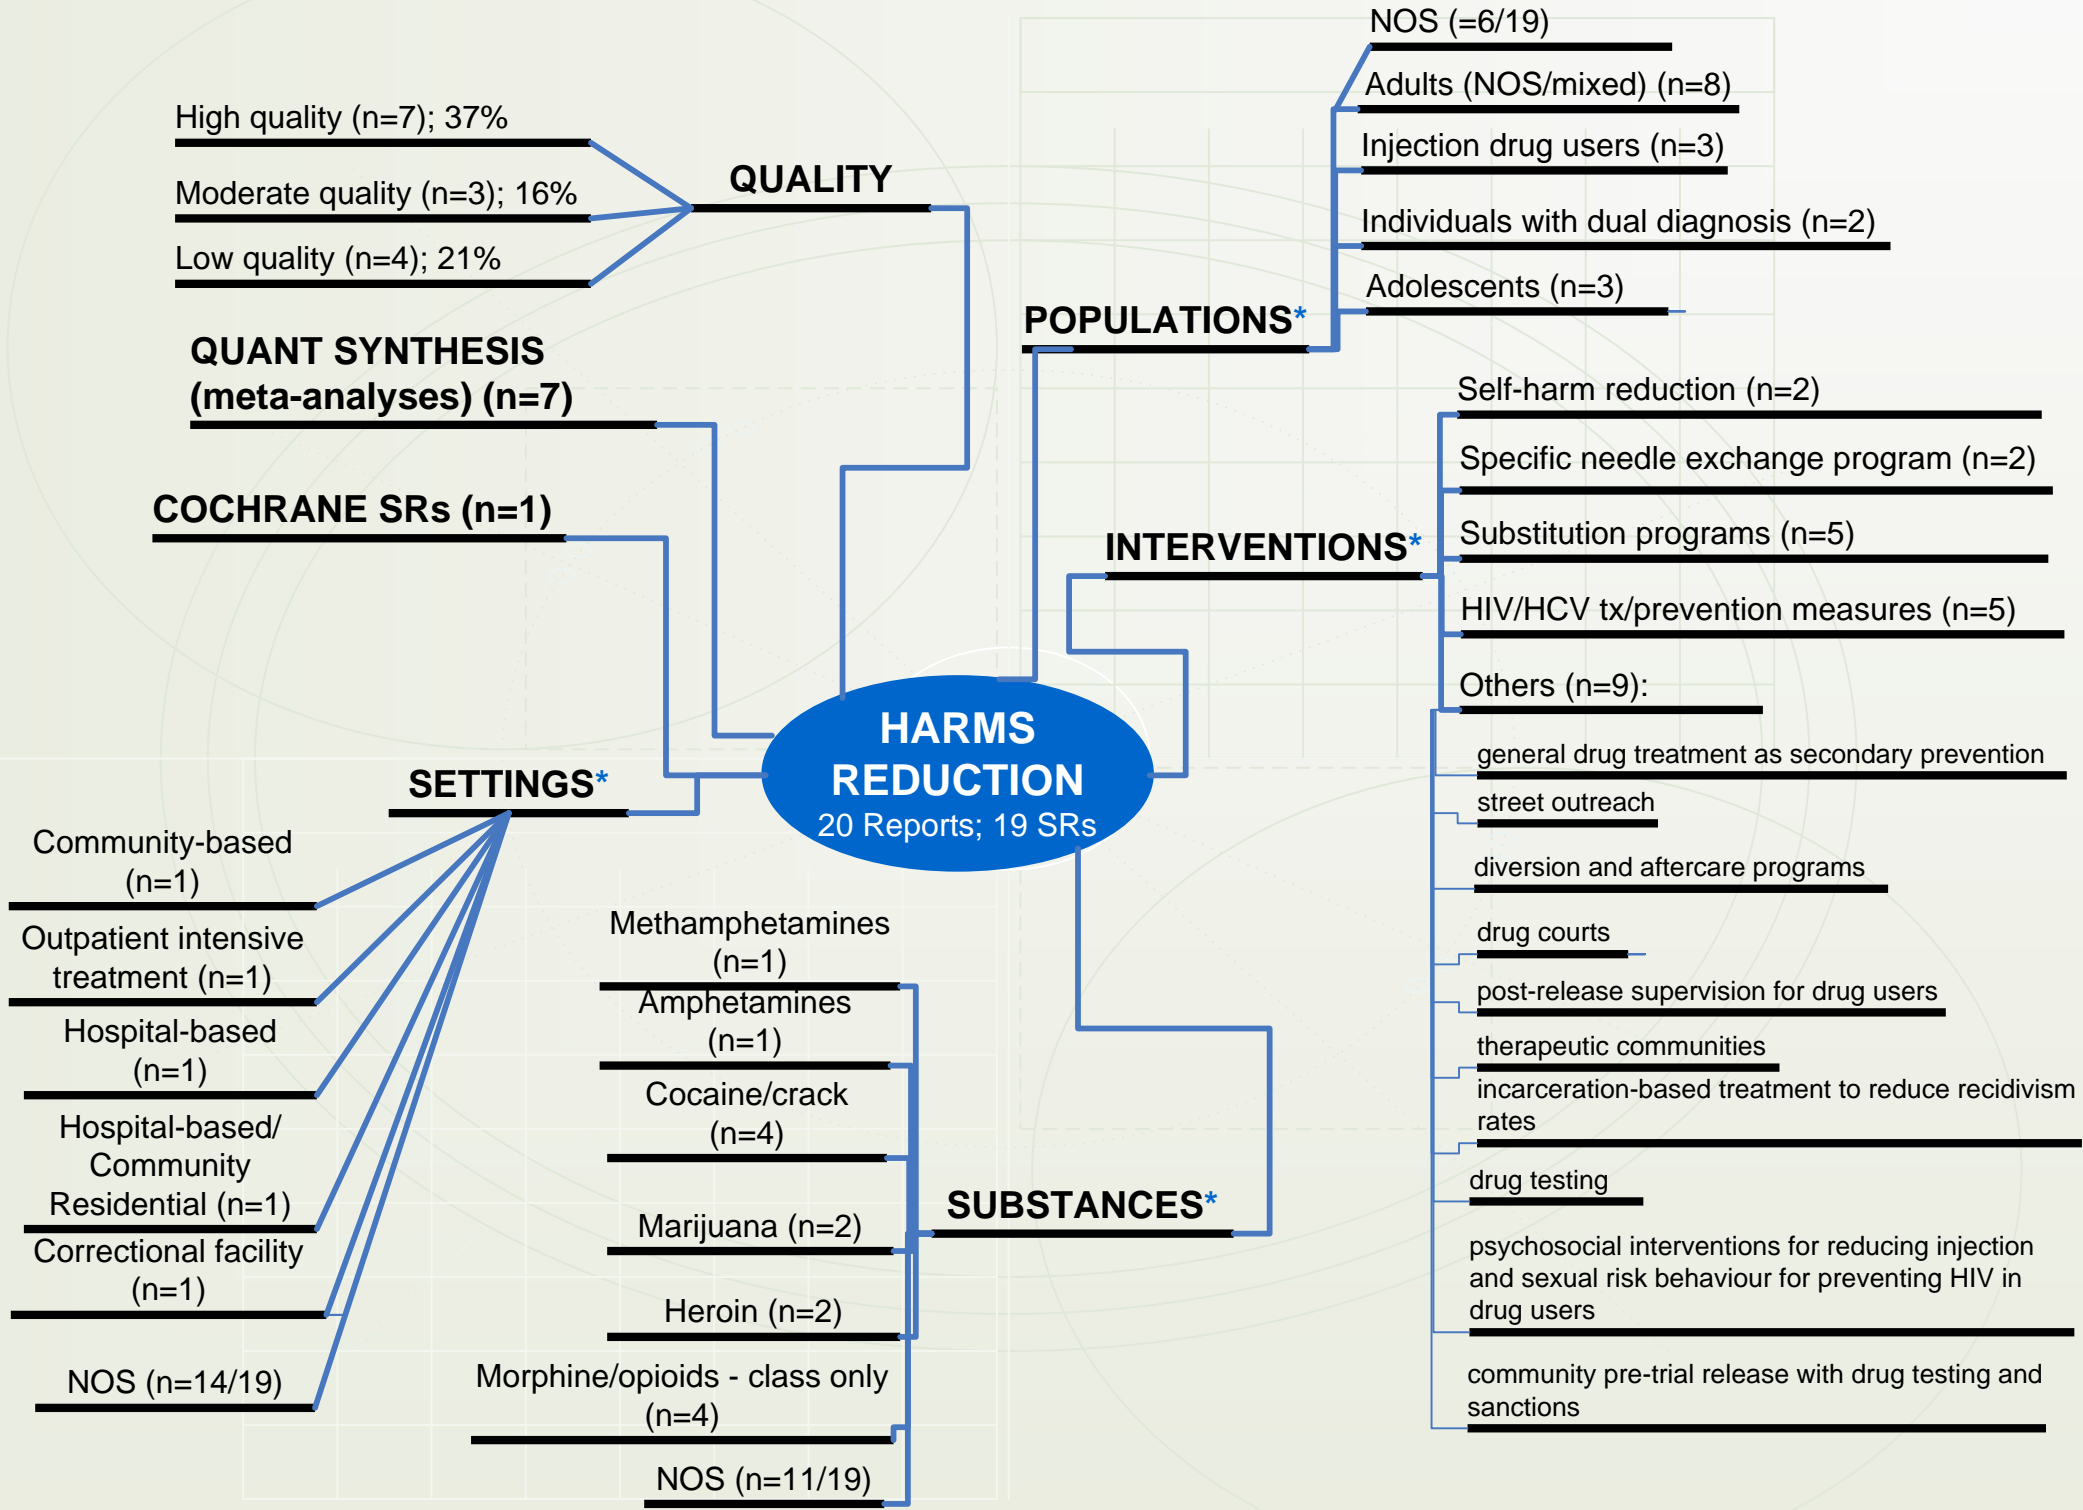 High quality (n=7); 37%
Moderate quality (n=3); 16%
Low quality (n=4); 21%
QUALITY
QUANT SYNTHESIS
(meta-analyses) (n=7)
COCHRANE SRs (n=1)
SETTINGS*
Community-based
(n=1)
Outpatient intensive
treatment (n=1)
Hospital-based
(n=1)
Hospital-based/
Community
Residential (n=1)
Correctional facility
(n=1)
NOS (n=14/19)
HARMS
REDUCTION
20 Reports; 19 SRs
POPULATIONS*
NOS (=6/19)
Adults (NOS/mixed) (n=8)
Injection drug users (n=3)
Individuals with dual diagnosis (n=2)
Adolescents (n=3)
INTERVENTIONS*
Self-harm reduction (n=2)
Specific needle exchange program (n=2)
Substitution programs (n=5)
HIV/HCV tx/prevention measures (n=5)
Others (n=9):
general drug treatment as secondary prevention
street outreach
diversion and aftercare programs
drug courts
post-release supervision for drug users
therapeutic communities
incarceration-based treatment to reduce recidivism
rates
drug testing
psychosocial interventions for reducing injection
and sexual risk behaviour for preventing HIV in
drug users
community pre-trial release with drug testing and
sanctions
SUBSTANCES*
Methamphetamines
(n=1)
Amphetamines
(n=1)
Cocaine/crack
(n=4)
Marijuana (n=2)
Heroin (n=2)
Morphine/opioids - class only
(n=4)
NOS (n=11/19)